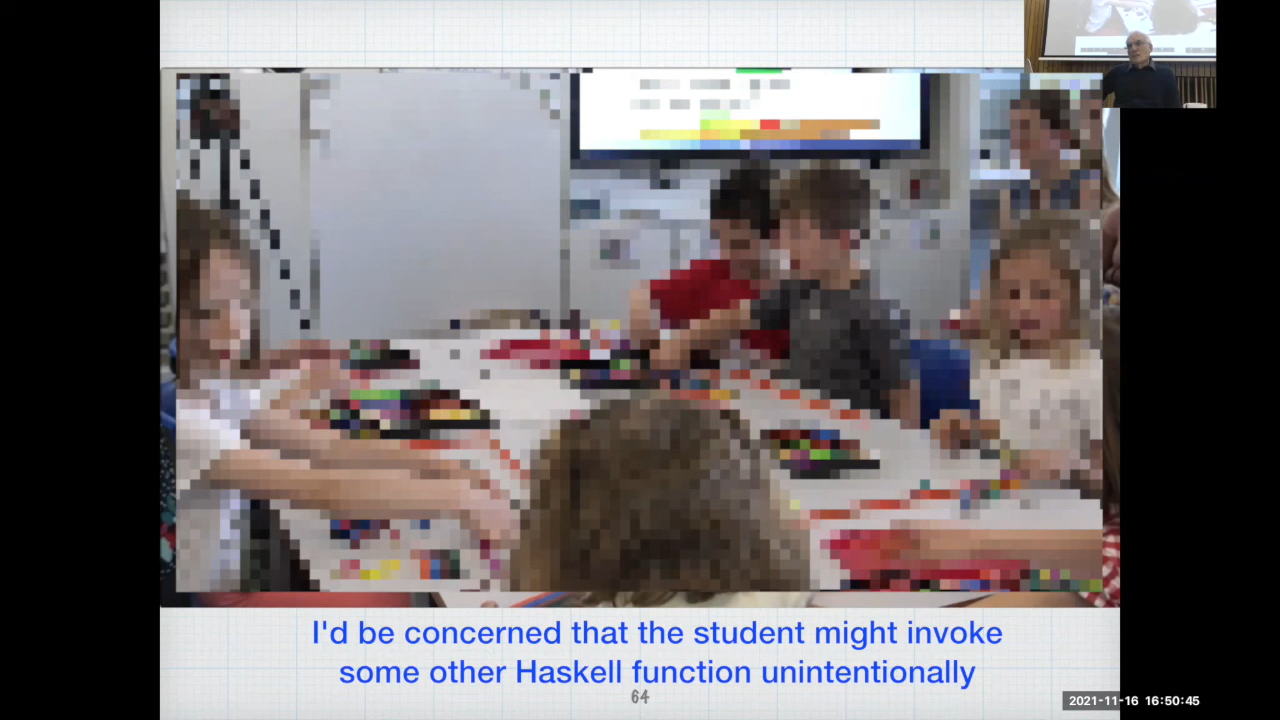 I'd be concerned that the student might invoke
some other Haskell function unintentionally
64
2021-11-16 16:50:45